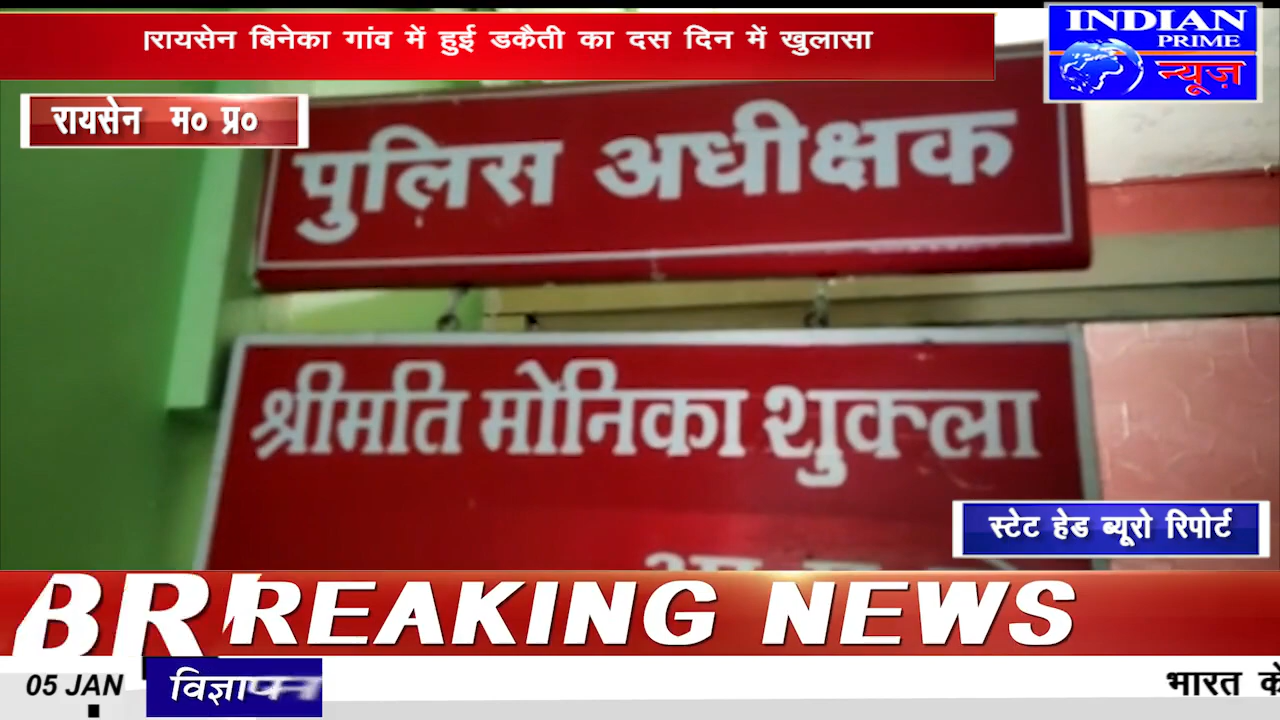 रायसेन बिनेका गांव में हुई डकैती का दस दिन में खुलासा
INDIAN
PRIME
न्यूज़
रायसेन म० प्र०
पुलिस अधीक्षक
श्रीमति मोनिका शुक्ला
स्टेट हेड ब्यूरो रिपोर्ट
BREAKING NEWS
05 JAN
विज्ञापन
भारत के